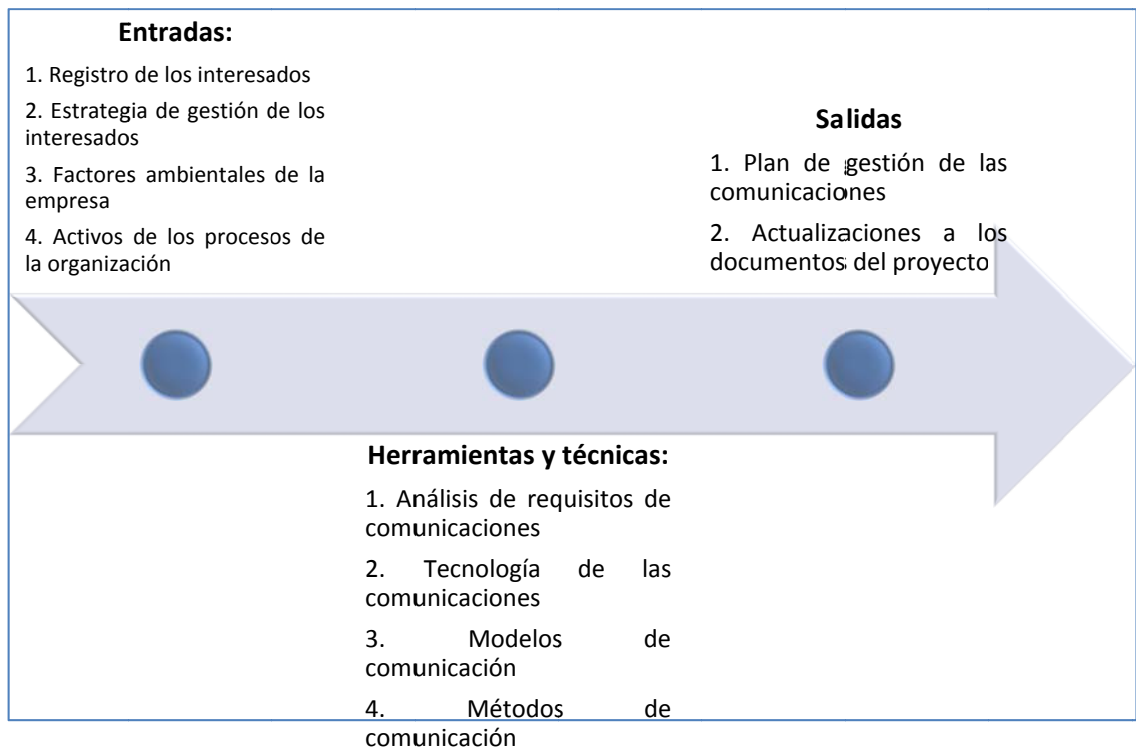 Entradas:
1. Registro de los interesados
2. Estrategia de gestión de los
interesados
3. Factores ambientales de la
empresa
4. Activos de los procesos de
la organización
Salidas
1. Plan de gestión de las
comunicaciones
2. Actualizaciones a los
documentos del proyecto
Herramientas y técnicas:
1. Análisis de requisitos de
comunicaciones
2. Tecnología de las
comunicaciones
3. Modelos de
comunicación
4. Métodos de
comunicación